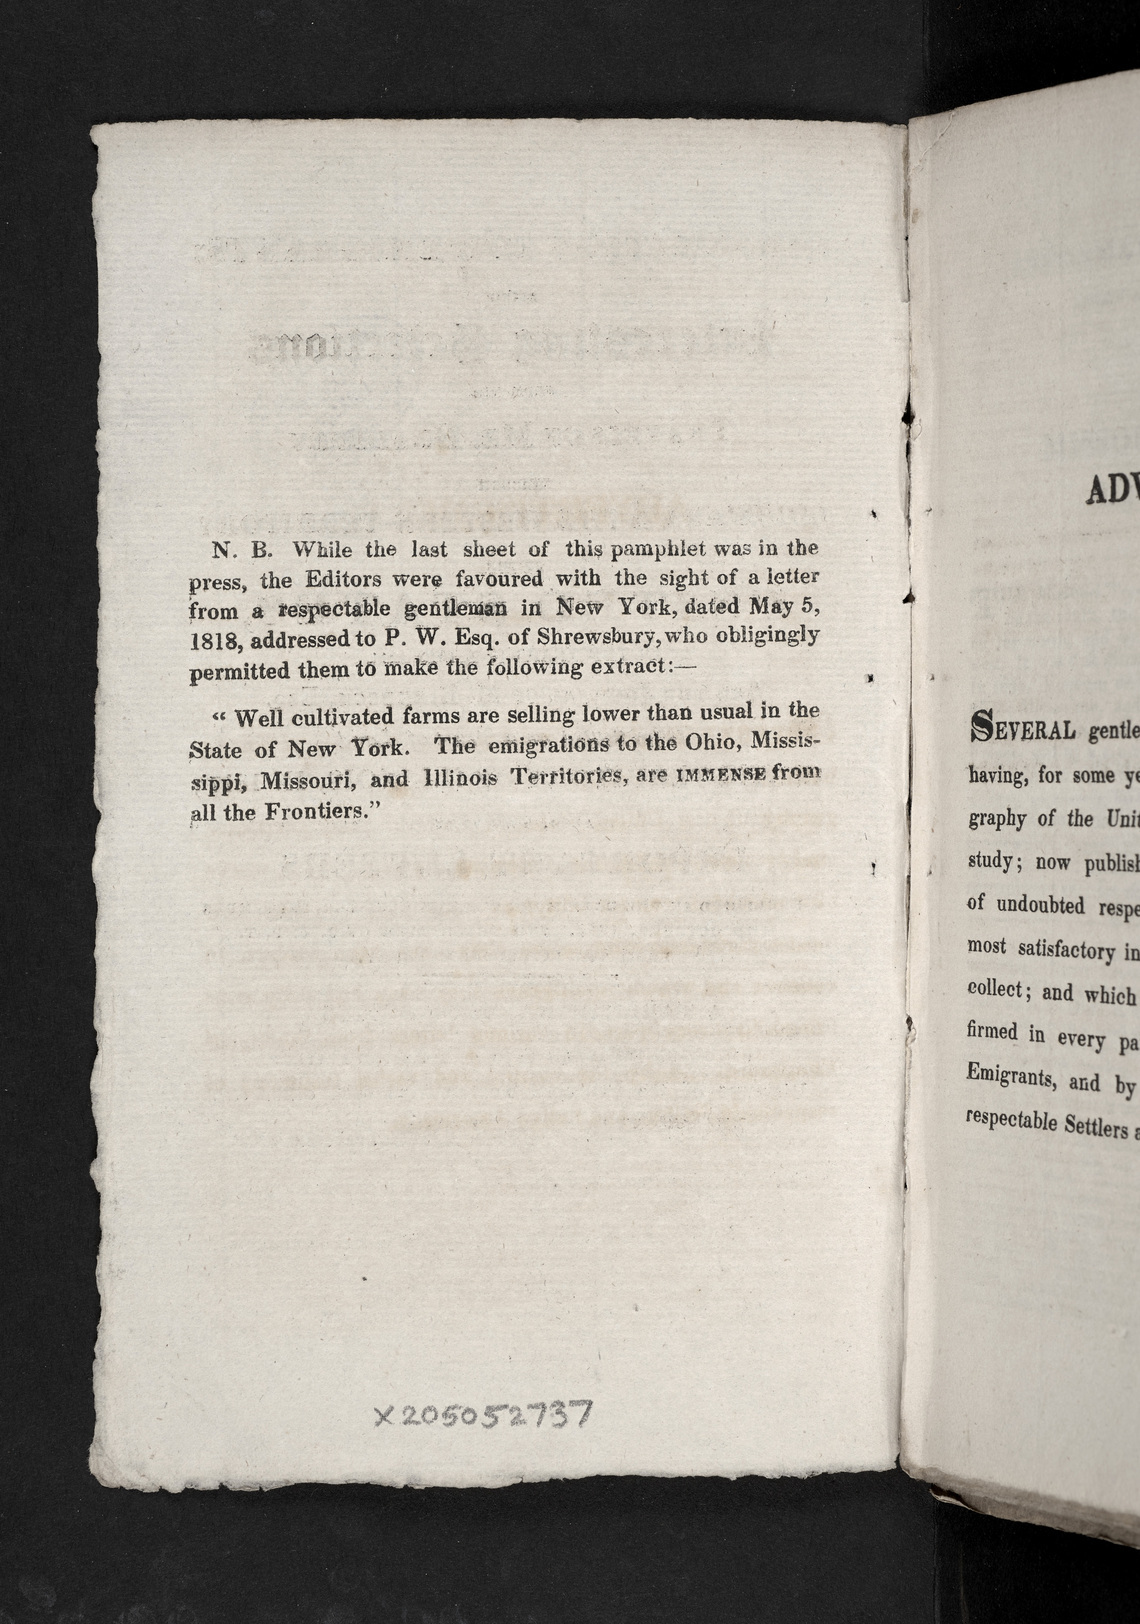 N. B. While the last sheet of this pamphlet was in the
press, the Editors were favoured with the sight of a letter
from a respectable gentleman in New York, dated May 5,
1818, addressed to P. W. Esq. of Shrewsbury, who obligingly
permitted them to make the following extract:—
“ Well cultivated farms are selling lower than usual in the
State of New York. The emigrations to the Ohio, Missis-
sippi, Missouri, and Illinois Territories, are IMMENSE from
all the Frontiers.”
X205052737
ADV
SEVERAL gentle
having, for some ye
graphy of the Unit
study; now publish
of undoubted respe
most satisfactory in
collect; and which
firmed in every pa
Emigrants, and by
respectable Settlers a